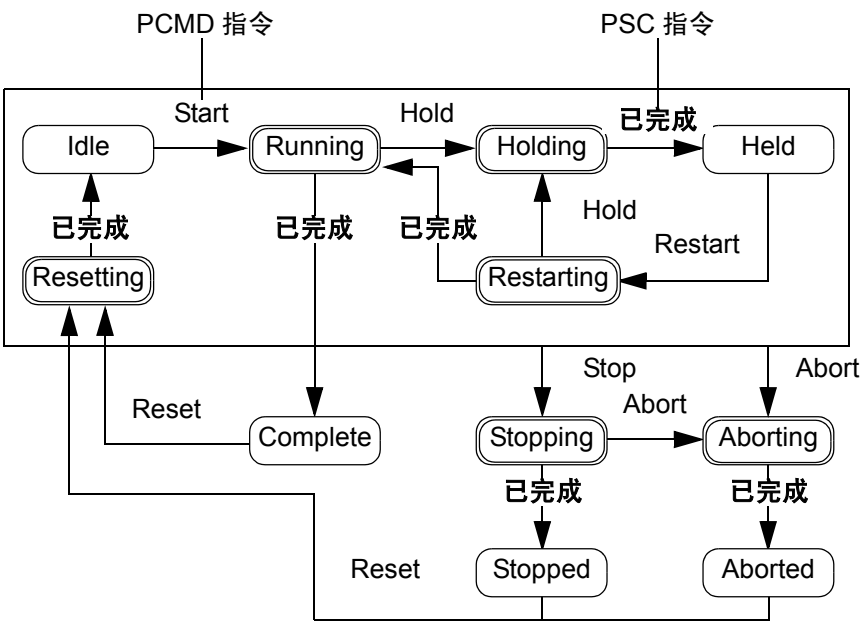 PCMD 指令
PSC 指令
Start
Hold
已完成
Idle
Running
Holding
Held
已完成
已完成
已完成
Hold
Restart
Resetting
Restarting
Stop
Abort
Reset
Abort
Complete
Stopping
Aborting
已完成
已完成
Reset
Stopped
Aborted